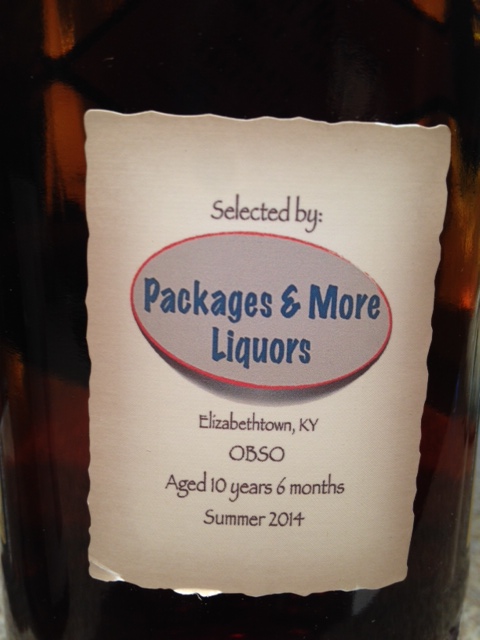 Selected by:
Packages & More
Liquors
Elizabethtown, KY
OBSO
Aged 10 years 6 months
Summer 2014